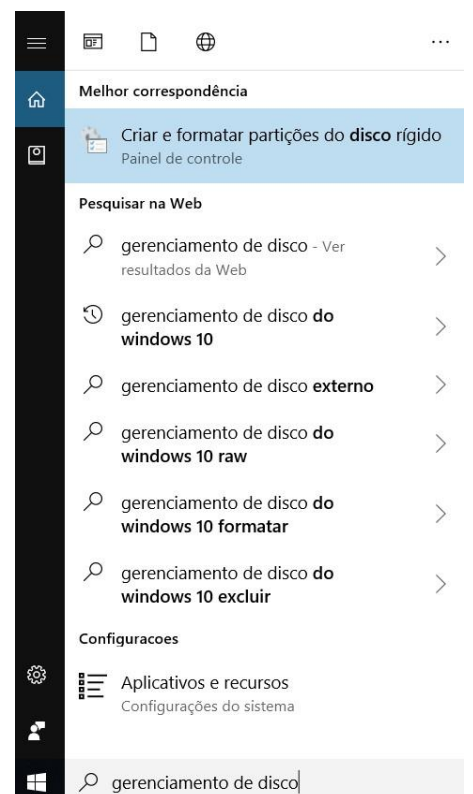 Melhor correspondência
Criar e formatar partições do disco rígido
Painel de controle
Pesquisar na Web
gerenciamento de disco - Ver
resultados da Web
gerenciamento de disco do
windows 10
gerenciamento de disco externo
gerenciamento de disco do
windows 10 raw
gerenciamento de disco do
windows 10 formatar
gerenciamento de disco do
windows 10 excluir
Configuracoes
Aplicativos e recursos
Configurações do sistema
gerenciamento de disco